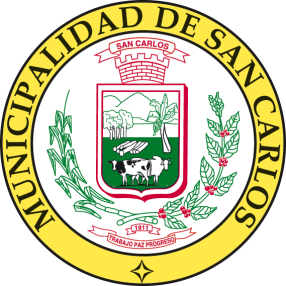 MUNICIPALIDAD DE SAN CARLOS
SAN CARLOS
1911
TRABAJO PAZ PROGRESO